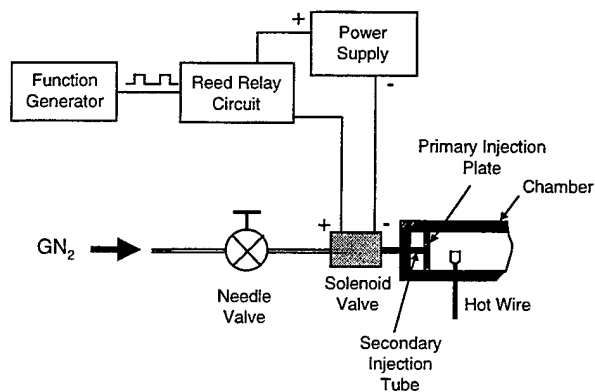 +
Power
Supply
-
Function
Generator
Reed Relay
Circuit
Primary Injection
Plate
Chamber
+
-
GN₂
Needle
Valve
Solenoid
Valve
Hot Wire
Secondary
Injection
Tube